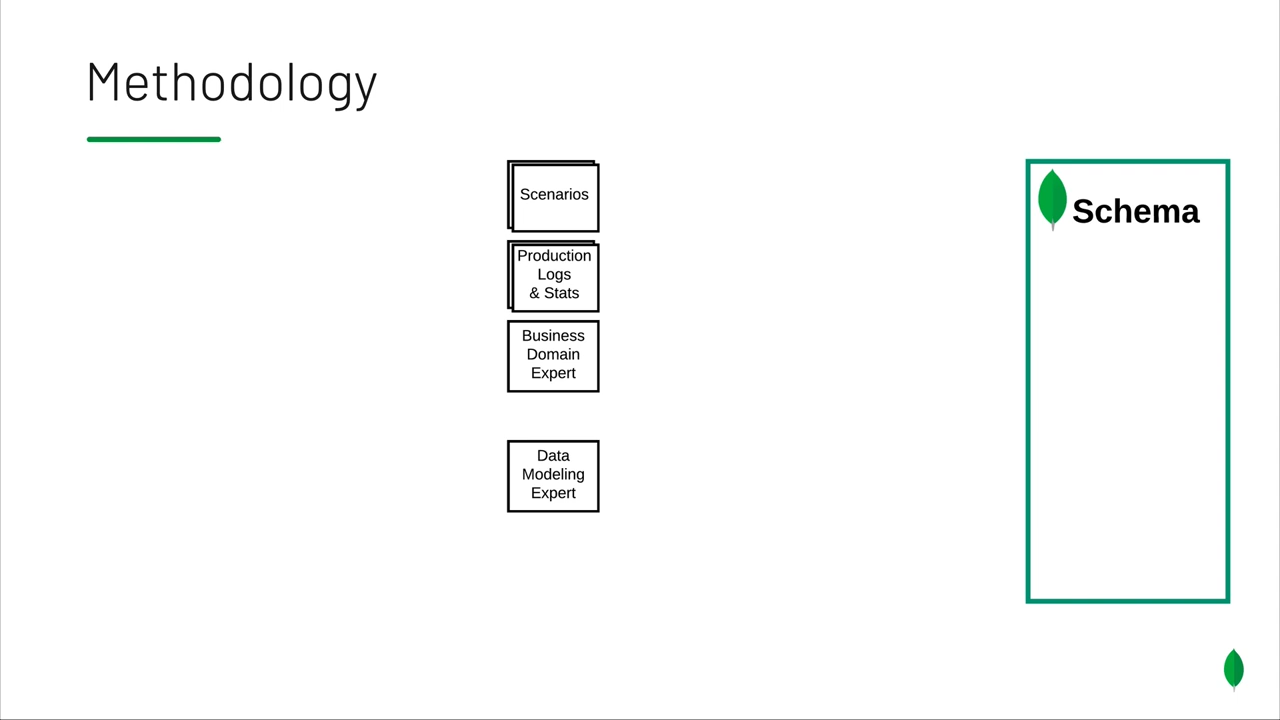 Methodology
Scenarios
Production
Logs
& Stats
Business
Domain
Expert
Data
Modeling
Expert
Schema